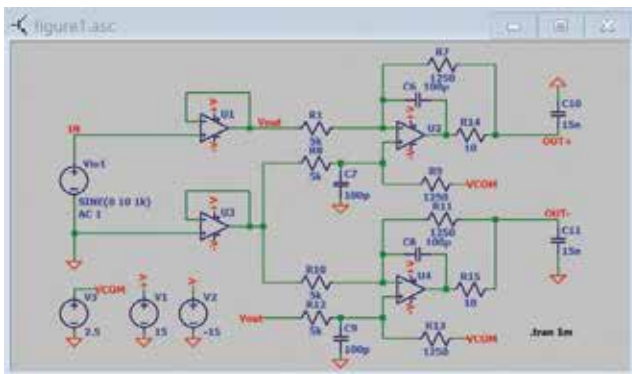 figure1.asc
R7
1250
C6 100p
U1
IN
Vout
R1
5k
U2
R14
10
C10
15n
OUT+
R8
5k
C7
100p
R9
1250
VCOM
Vin1
SINE(0 10 1k)
AC 1
U3
R11
1250
OUT-
C8 100p
C11
15n
U4
R15
10
R10
5k
R12
5k
Vout
C9
100p
R13
1250
VCOM
VCOM
V3
2.5
V1
15
V2
-15
.tran 5m